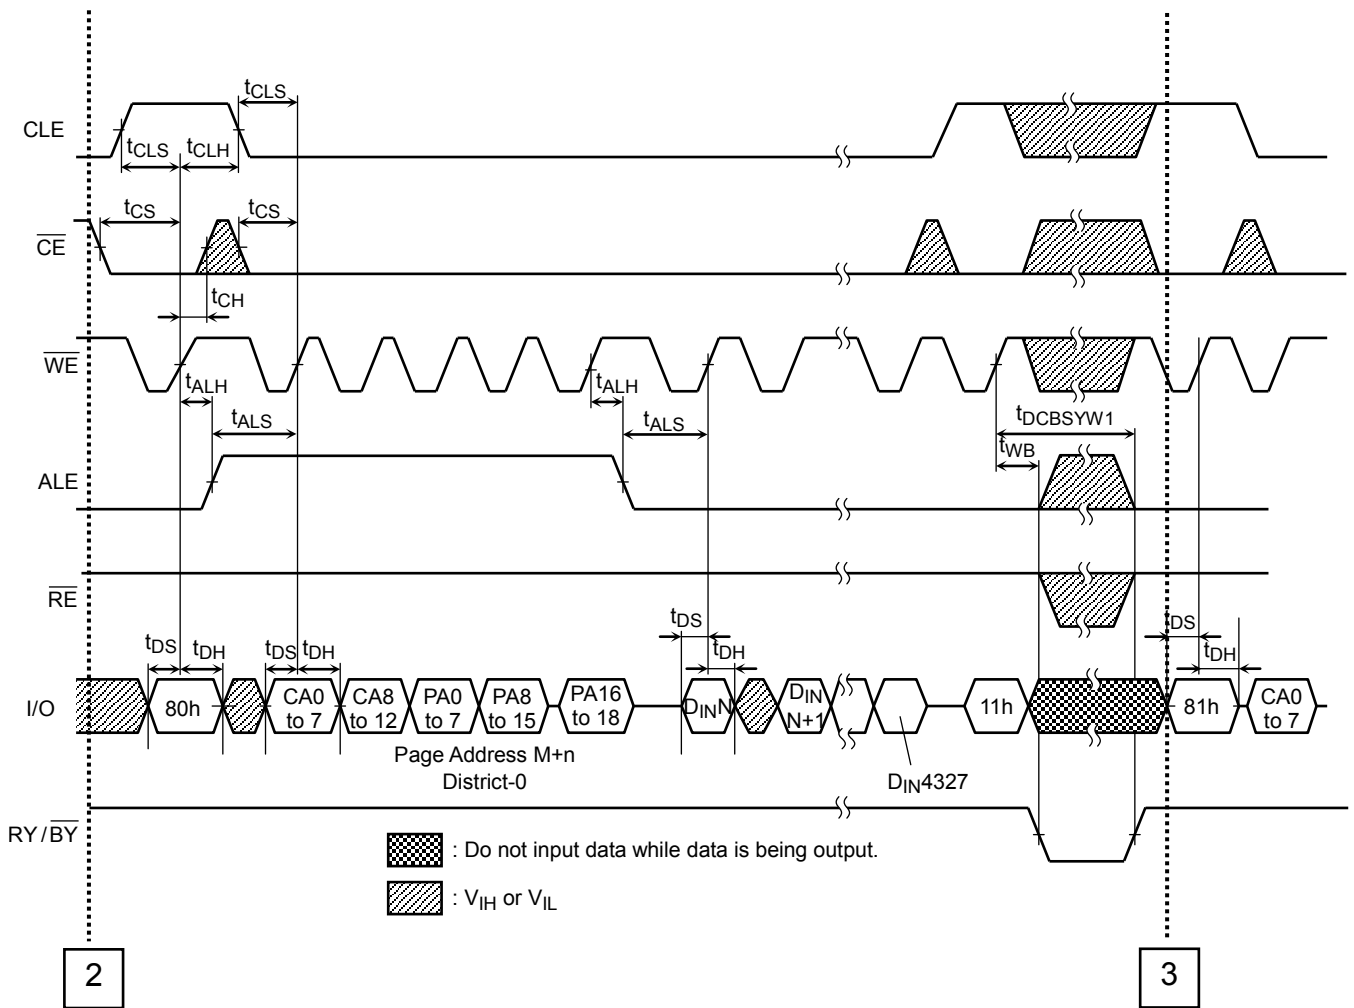 tCLS
CLE
tCLS
tCLH
tCS
tCS
CE
tCH
WE
tALH
tALH
tALS
tALS
tDCBSYW1
tWB
ALE
RE
tDS
tDH
tDS
tDH
tDS
tDH
tDS
tDH
I/O
80h
CA0 to 7
CA8 to 12
PA0 to 7
PA8 to 15
PA16 to 18
DINN
DIN N+1
11h
81h
CA0 to 7
Page Address M+n
District-0
DIN4327
RY/BY
: Do not input data while data is being output.
: VIH or VIL
2
3